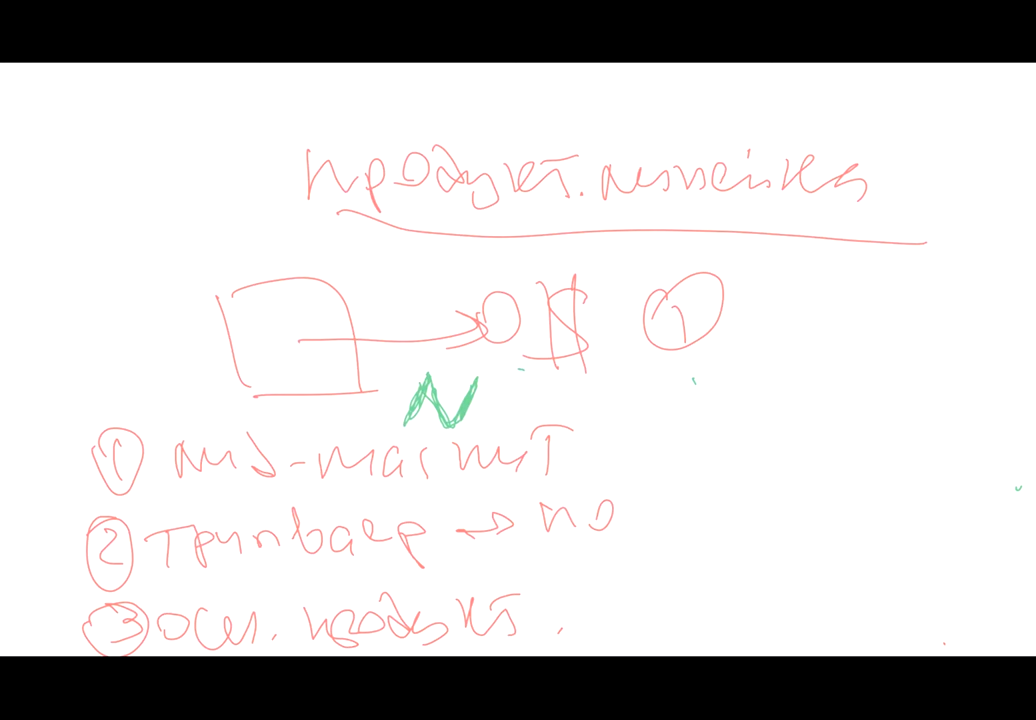 продукт. линейка
$ 1
N
1 лид-магнит
2 Трипваер → по
3 осн. продукт.